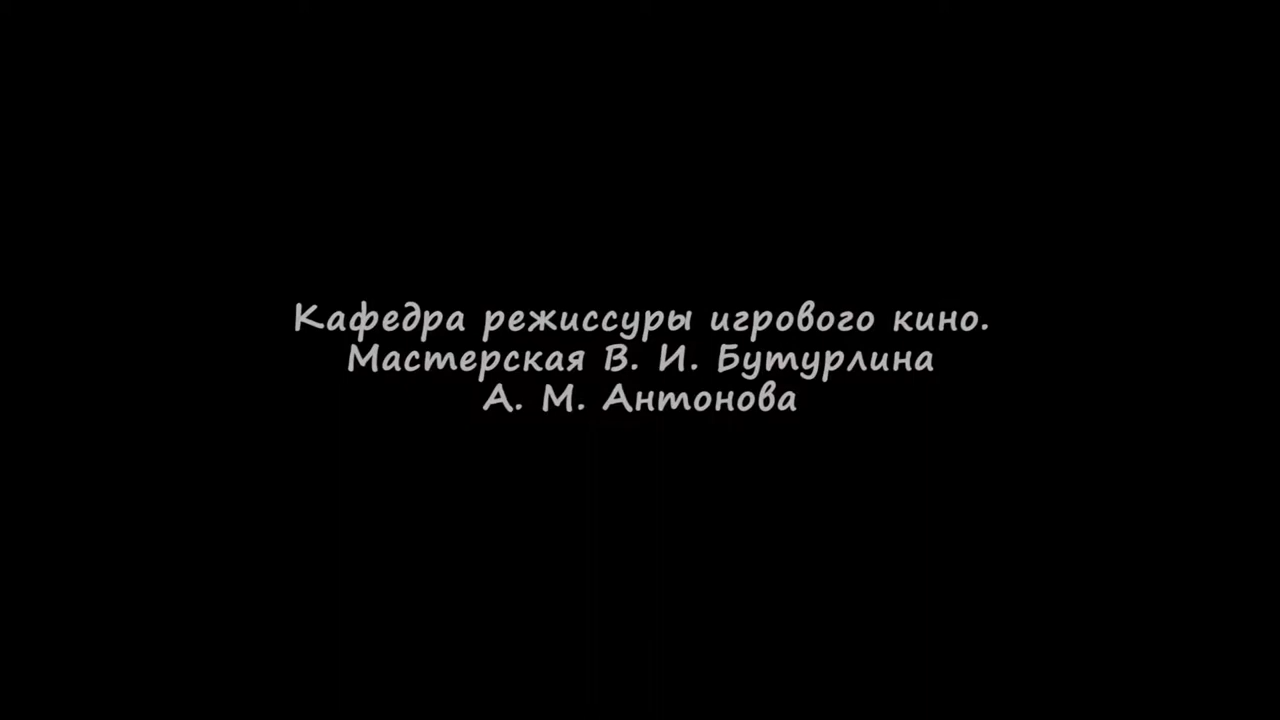 Кафедра режиссуры игрового кино.
Мастерская В. И. Бутурлина
А. М. Антонова